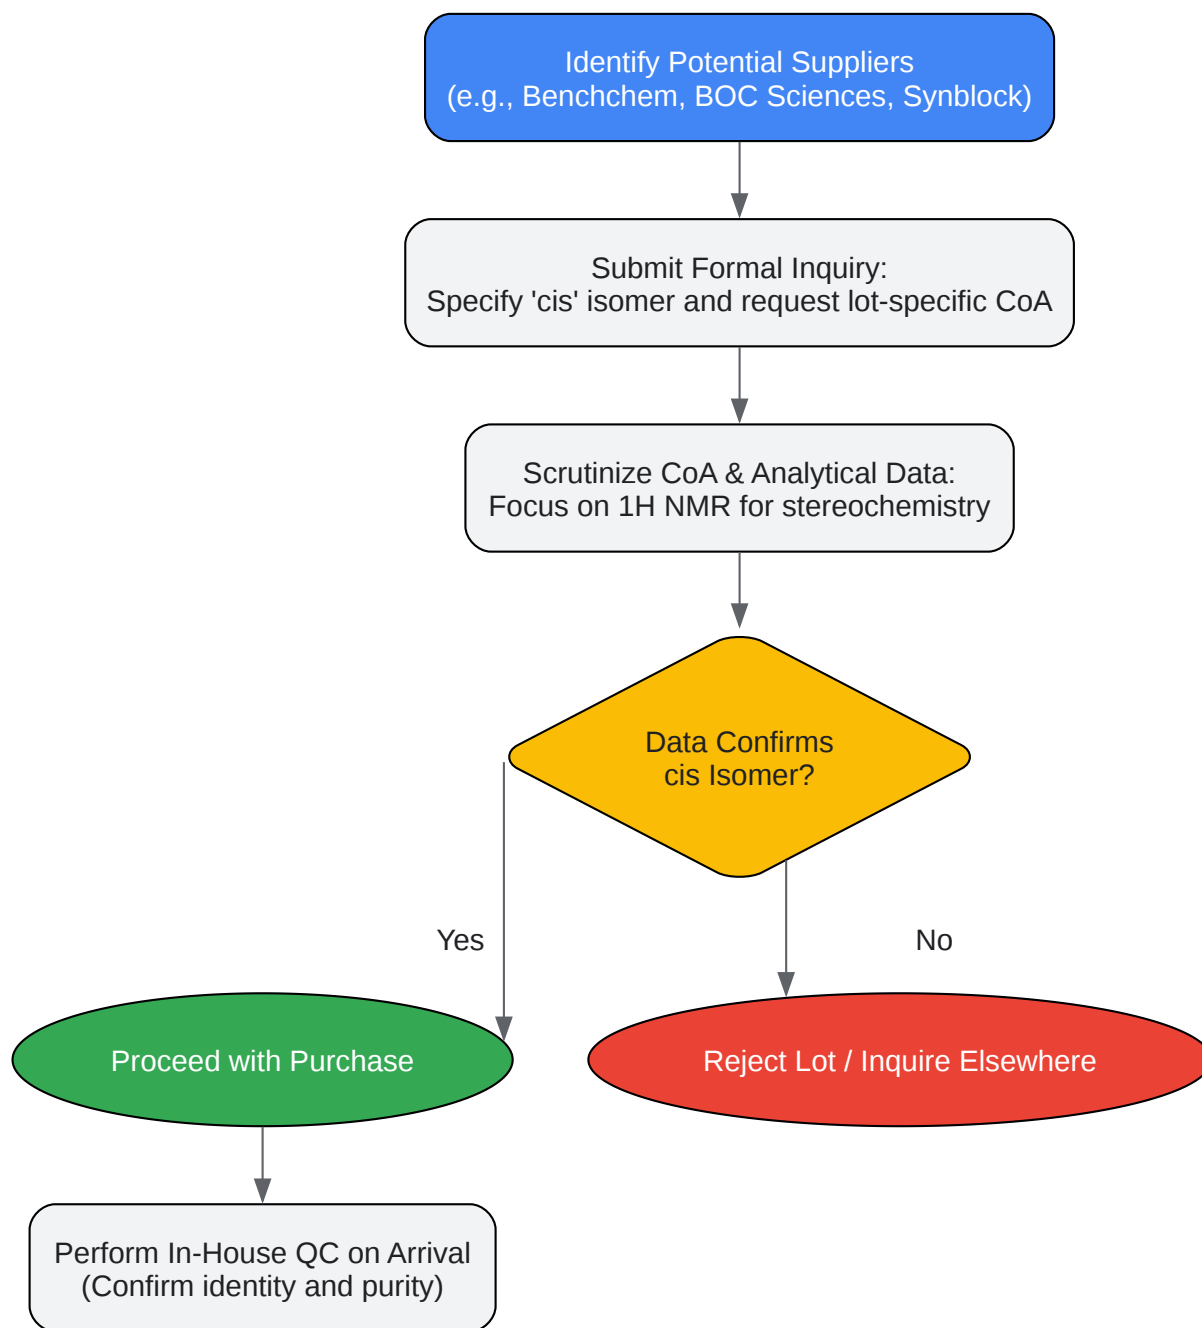 Identify Potential Suppliers
(e.g., Benchchem, BOC Sciences, Synblock)
Submit Formal Inquiry:
Specify 'cis' isomer and request lot-specific CoA
Scrutinize CoA & Analytical Data:
Focus on 1H NMR for stereochemistry
Data Confirms
cis Isomer?
Yes
No
Proceed with Purchase
Reject Lot / Inquire Elsewhere
Perform In-House QC on Arrival
(Confirm identity and purity)